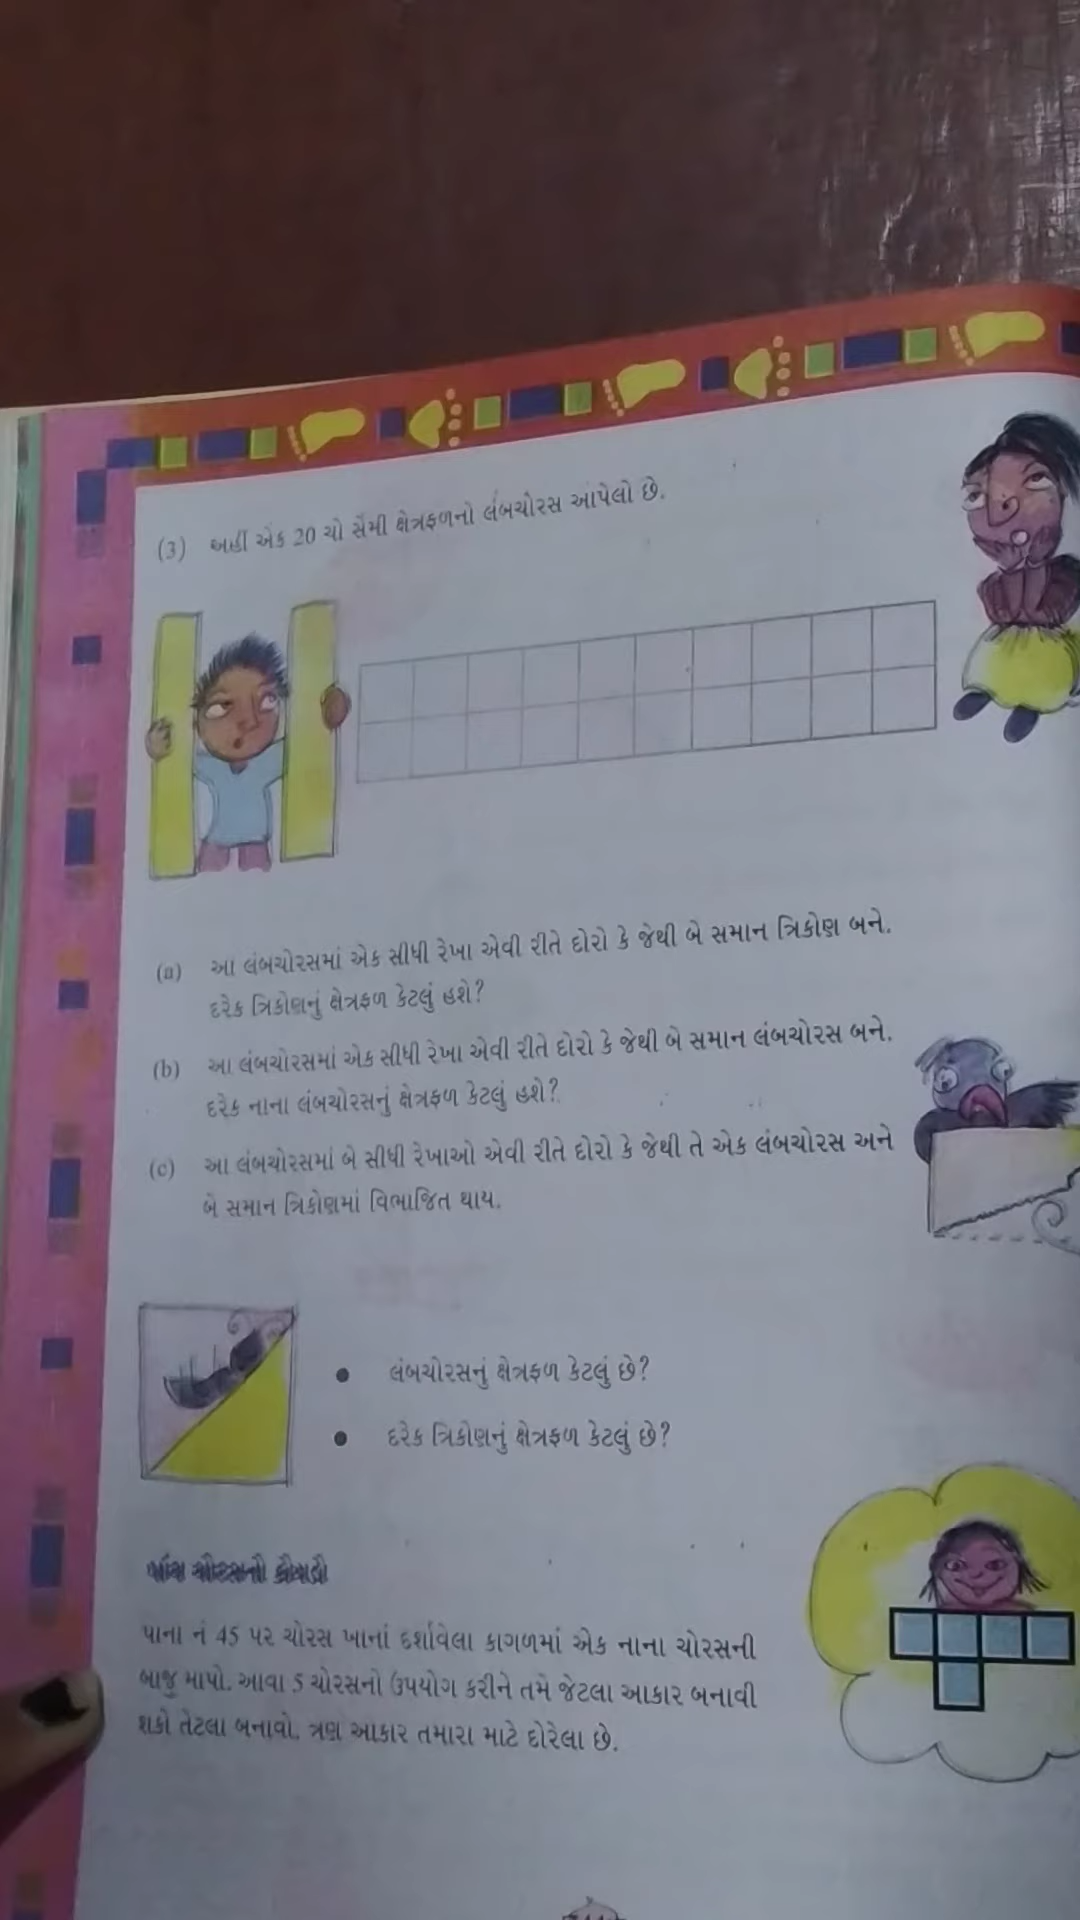 (3) અહીં એક 20 ચો સેમી ક્ષેત્રફળનો લંબચોરસ આપેલો છે.
(a) આ લંબચોરસમાં એક સીધી રેખા એવી રીતે દોરો કે જેથી બે સમાન ત્રિકોણ બને.
દરેક ત્રિકોણનું ક્ષેત્રફળ કેટલું હશે?
(b) આ લંબચોરસમાં એક સીધી રેખા એવી રીતે દોરો કે જેથી બે સમાન લંબચોરસ બને.
દરેક નાના લંબચોરસનું ક્ષેત્રફળ કેટલું હશે?
(c) આ લંબચોરસમાં બે સીધી રેખાઓ એવી રીતે દોરો કે જેથી તે એક લંબચોરસ અને
બે સમાન ત્રિકોણમાં વિભાજિત થાય.
• લંબચોરસનું ક્ષેત્રફળ કેટલું છે?
• દરેક ત્રિકોણનું ક્ષેત્રફળ કેટલું છે?
પાંચ ચોરસનો કોયડો
પાના નં 45 પર ચોરસ ખાનાં દર્શાવેલા કાગળમાં એક નાના ચોરસની
બાજુ માપો. આવા 5 ચોરસનો ઉપયોગ કરીને તમે જેટલા આકાર બનાવી
શકો તેટલા બનાવો. ત્રણ આકાર તમારા માટે દોરેલા છે.